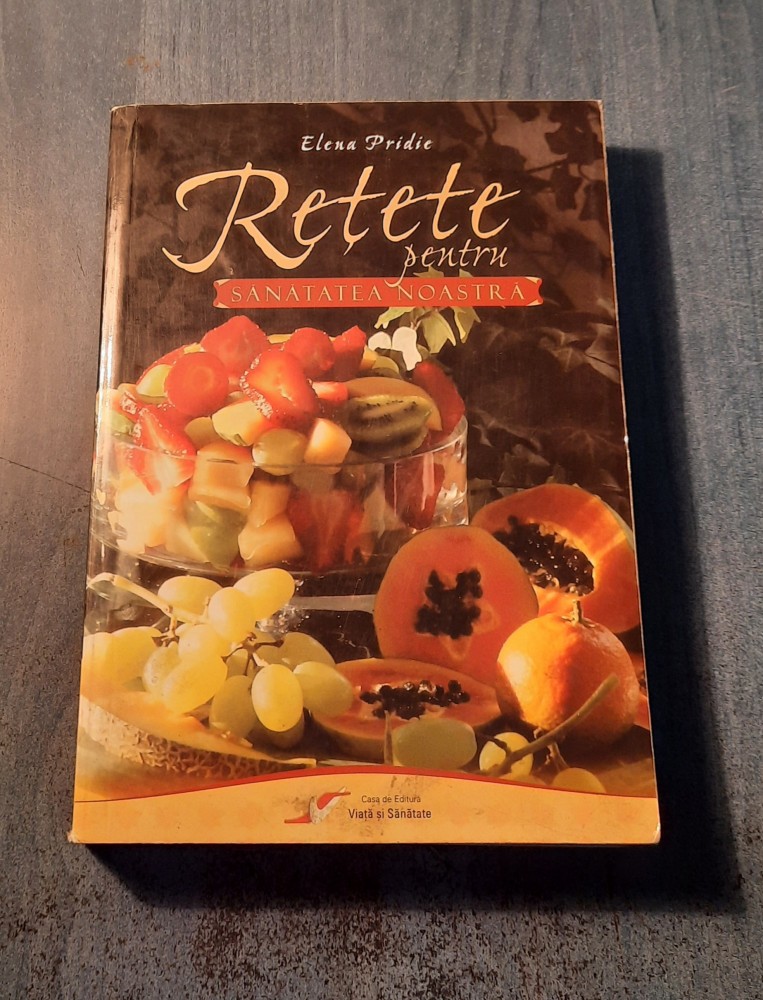 Elena Pridie
Rețete
pentru
SĂNĂTATEA NOASTRĂ
Casa de Editură
Viață și Sănătate